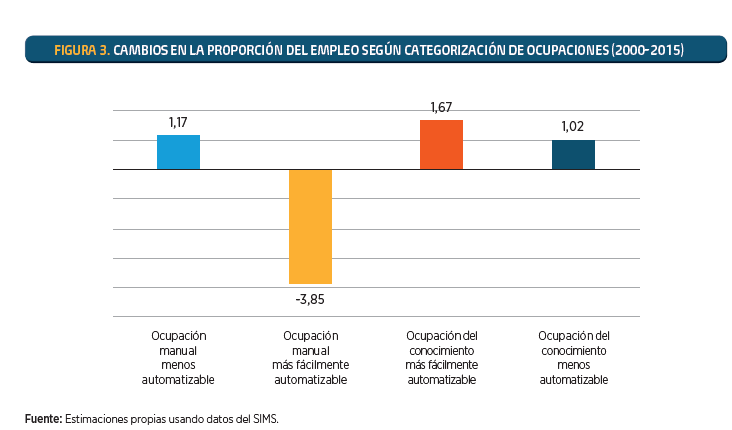 FIGURA 3. CAMBIOS EN LA PROPORCIÓN DEL EMPLEO SEGÚN CATEGORIZACIÓN DE OCUPACIONES (2000-2015)
1,17
1,67
1,02
-3,85
Ocupación
manual
menos
automatizable
Ocupación
manual
más fácilmente
automatizable
Ocupación del
conocimiento
más fácilmente
automatizable
Ocupación del
conocimiento
menos
automatizable
Fuente: Estimaciones propias usando datos del SIMS.